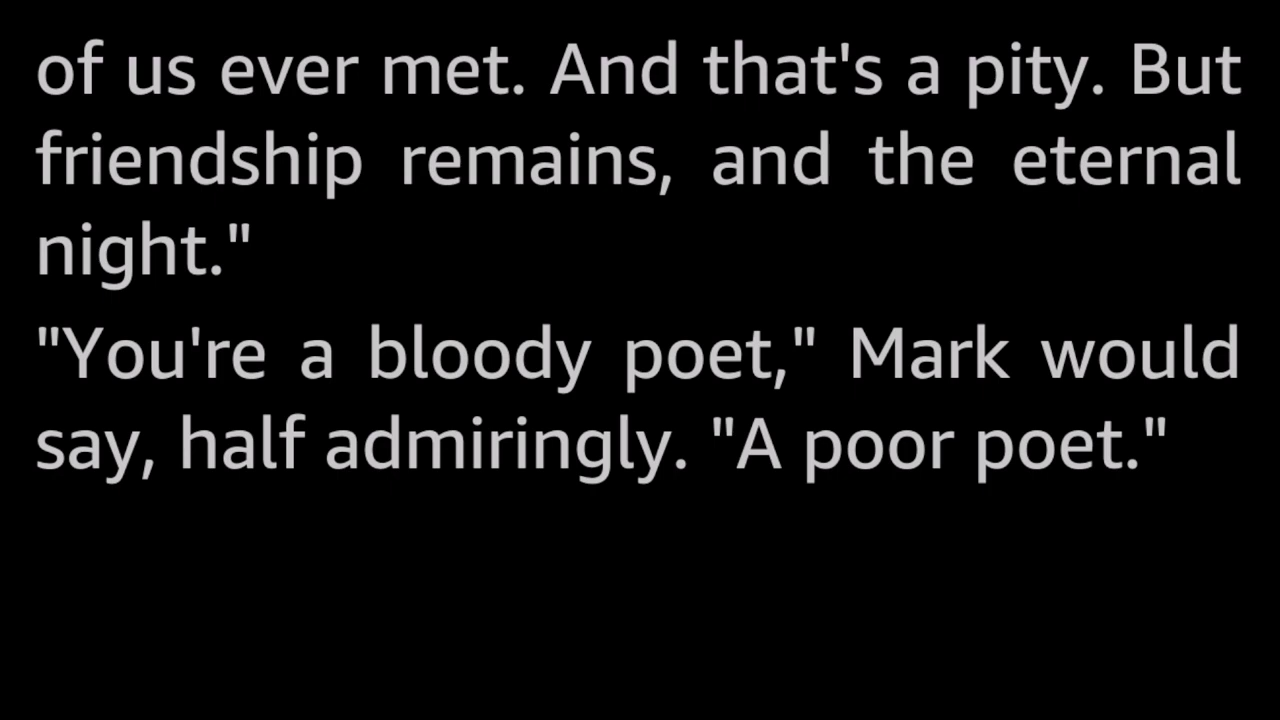 of us ever met. And that's a pity. But
friendship remains, and the eternal
night."
"You're a bloody poet," Mark would
say, half admiringly. "A poor poet."